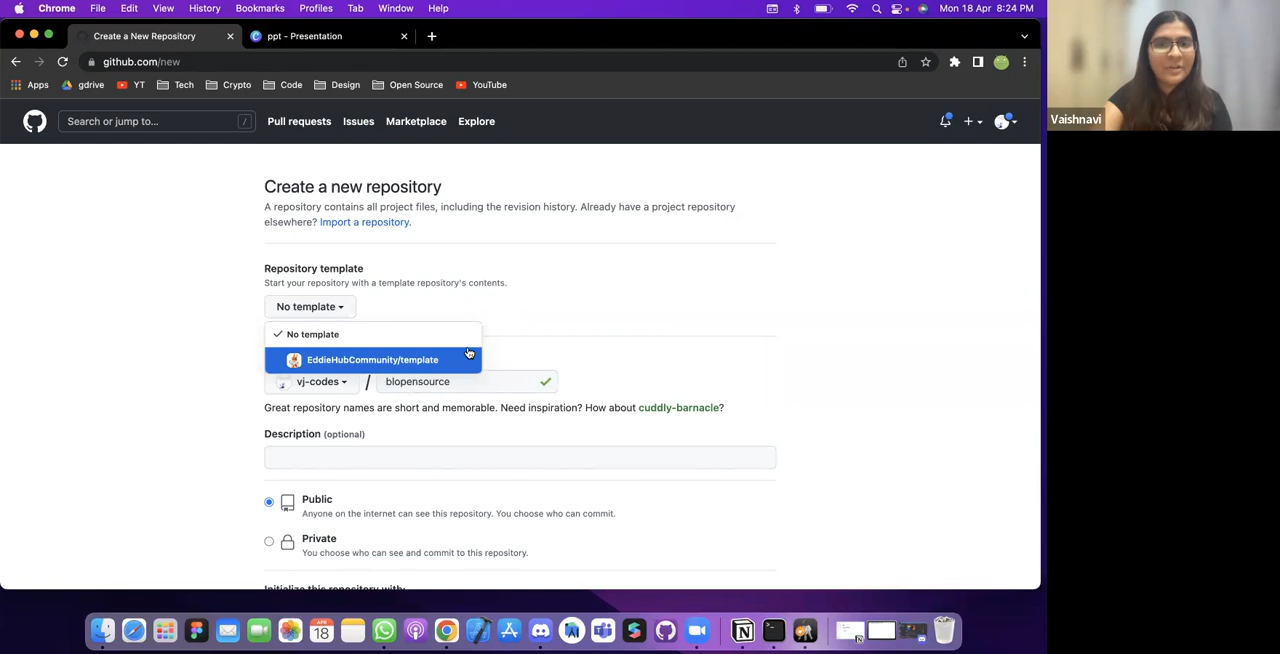 Chrome File Edit View History Bookmarks Profiles Tab Window Help Mon 18 Apr 8:24 PM
Create a New Repository ppt - Presentation
github.com/new
Apps gdrive YT Tech Crypto Code Design Open Source YouTube
Vaishnavi
Search or jump to... / Pull requests Issues Marketplace Explore
Create a new repository
A repository contains all project files, including the revision history. Already have a project repository
elsewhere? Import a repository.
Repository template
Start your repository with a template repository's contents.
No template
No template
EddieHubCommunity/template
vj-codes / blopensource
Great repository names are short and memorable. Need inspiration? How about cuddly-barnacle?
Description (optional)
Public
Anyone on the internet can see this repository. You choose who can commit.
Private
You choose who can see and commit to this repository.
Initialize this repository with:
APR
18